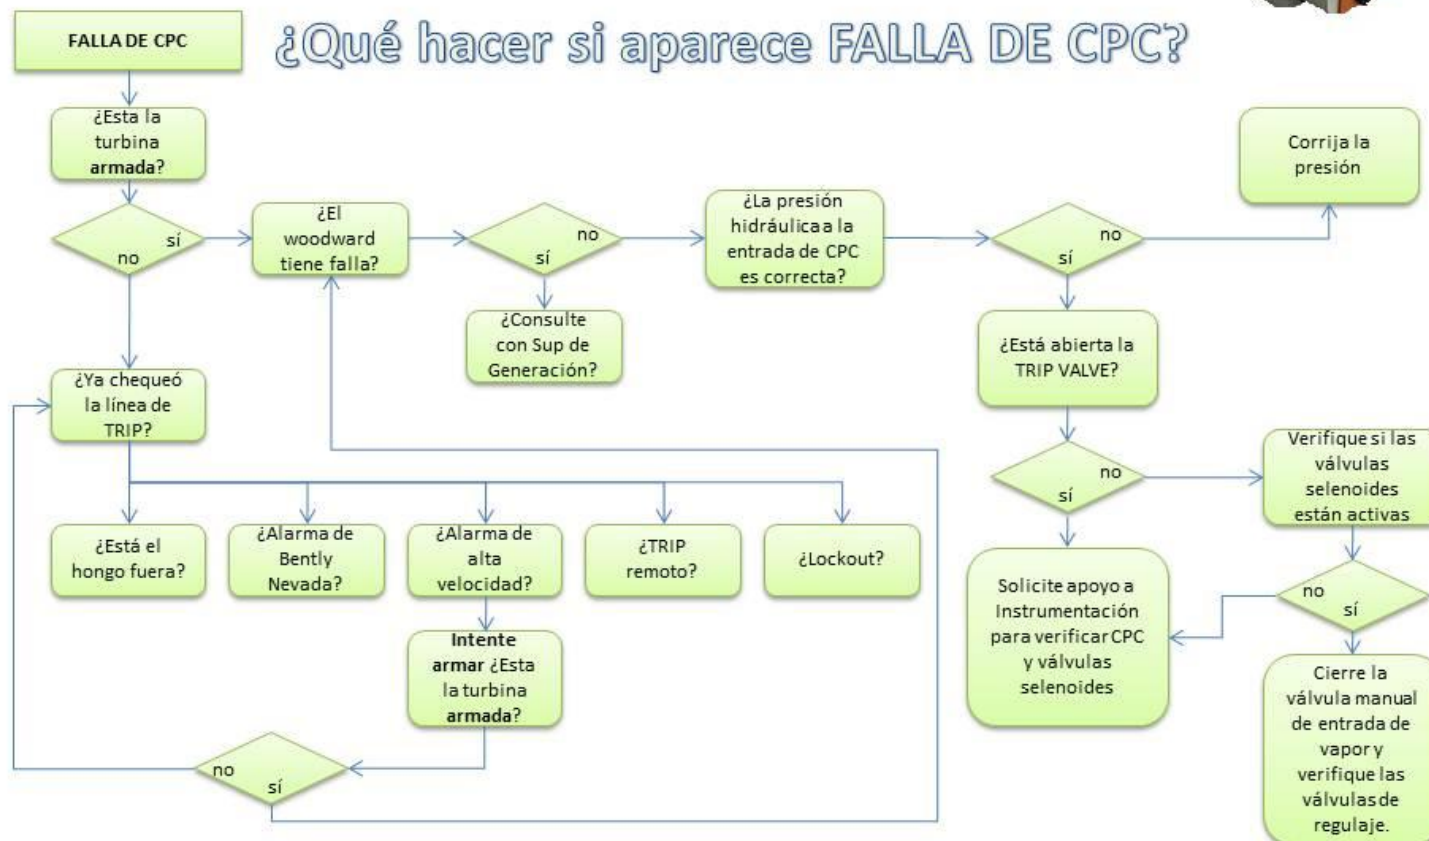 FALLA DE CPC
¿Qué hacer si aparece FALLA DE CPC?
¿Esta la
turbina
armada?
sí
no
¿El
woodward
tiene falla?
no
sí
¿Consulte
con Sup de
Generación?
¿La presión
hidráulica a la
entrada de CPC
es correcta?
no
sí
Corrija la
presión
¿Está abierta la
TRIP VALVE?
no
sí
Verifique si las
válvulas
selenoides
están activas
no
sí
Solicite apoyo a
Instrumentación
para verificar CPC
y válvulas
selenoides
Cierre la
válvula manual
de entrada de
vapor y
verifique las
válvulas de
regulaje.
¿Ya chequeó
la línea de
TRIP?
¿Está el
hongo fuera?
¿Alarma de
Bently
Nevada?
¿Alarma de
alta
velocidad?
¿TRIP
remoto?
¿Lockout?
Intente
armar ¿Esta
la turbina
armada?
no
sí